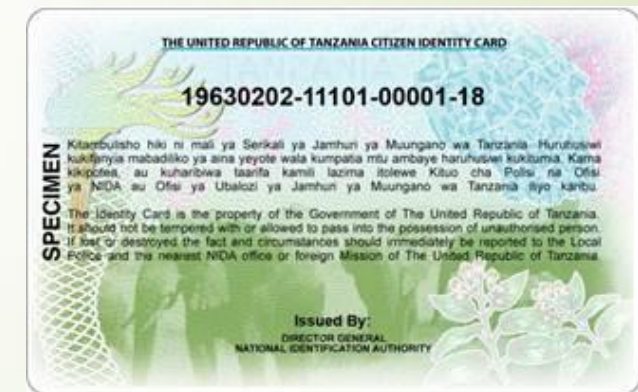 THE UNITED REPUBLIC OF TANZANIA CITIZEN IDENTITY CARD
19630202-11101-00001-18
SPECIMEN
Kitambulisho hiki ni mali ya Serikali ya Jamhuri ya Muungano wa Tanzania. Huruhusiwi
kukifanyia mabadiliko ya aina yeyote wala kumpatia mtu ambaye haruhusiwi kukitumia. Kama
kikipotea, au kuharibiwa taarifa kamili lazima itolewe Kituo cha Polisi na Ofisi
ya NIDA au Ofisi ya Ubalozi ya Jamhuri ya Muungano wa Tanzania iliyo karibu.
The Identity Card is the property of the Government of The United Republic of Tanzania.
It should not be tempered with or allowed to pass into the possession of unauthorised person.
If lost or destroyed the fact and circumstances should immediately be reported to the Local
Police and the nearest NIDA office or foreign Mission of The United Republic of Tanzania.
Issued By:
DIRECTOR GENERAL
NATIONAL IDENTIFICATION AUTHORITY